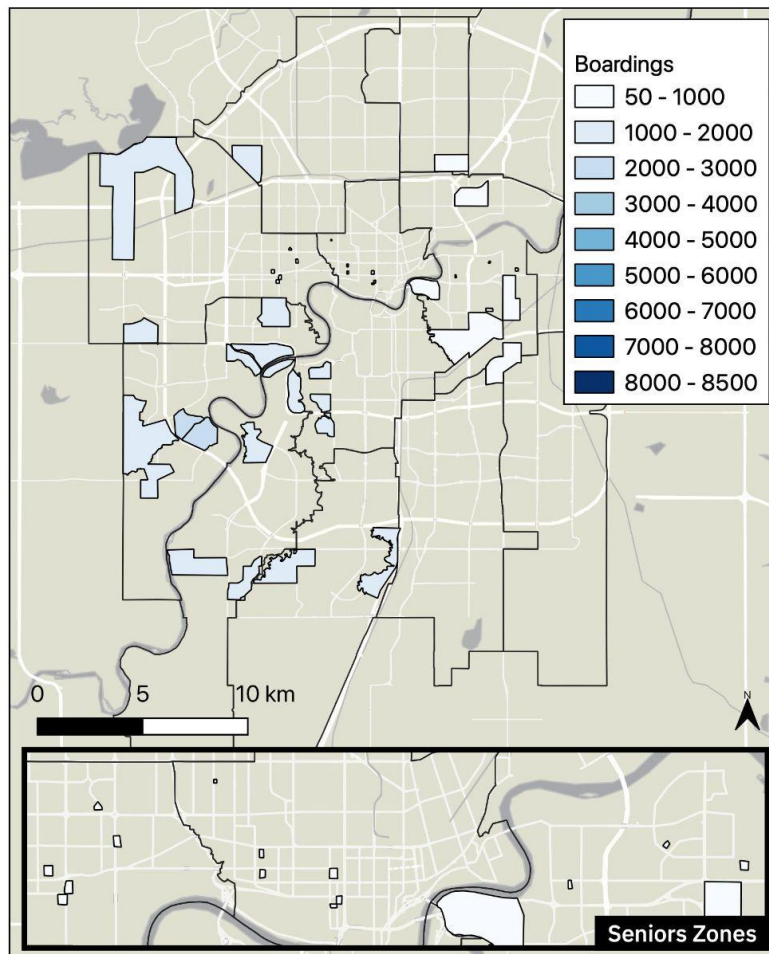 Boardings
50 - 1000
1000 - 2000
2000 - 3000
3000 - 4000
4000 - 5000
5000 - 6000
6000 - 7000
7000 - 8000
8000 - 8500
0 5 10 km
N
Seniors Zones